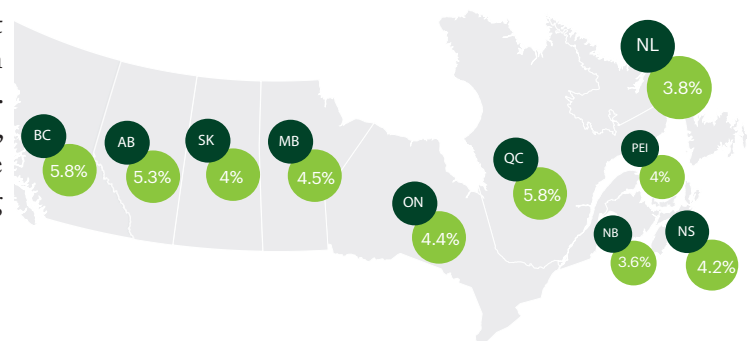 NL
3.8%
BC
5.8%
AB
5.3%
SK
4%
MB
4.5%
ON
4.4%
QC
5.8%
PEI
4%
NB
3.6%
NS
4.2%